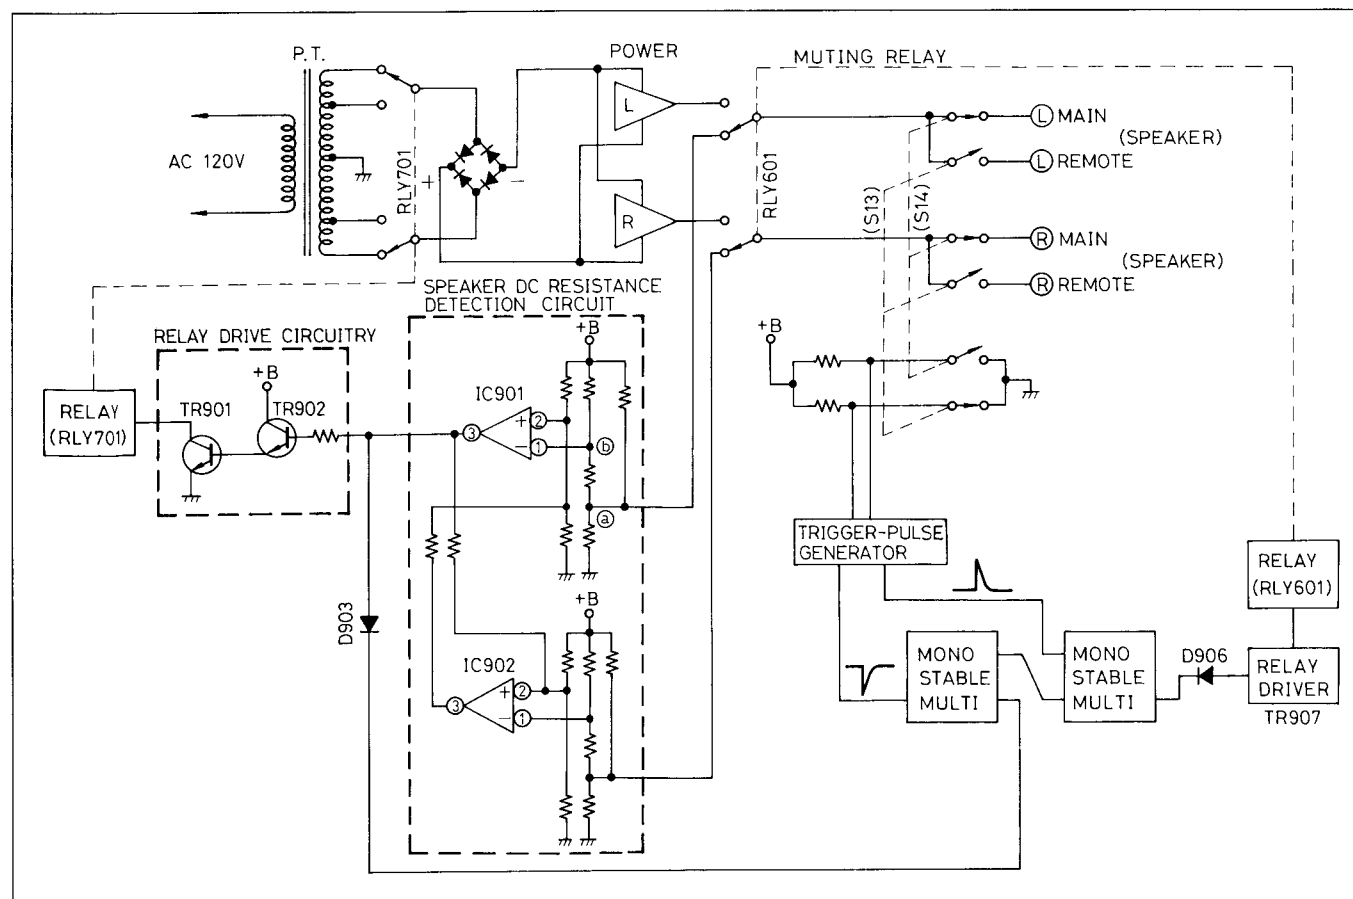 P.T.
AC 120V
RLY701
+
−
POWER
L
R
MUTING RELAY
RLY601
(S13)
(S14)
L MAIN
(SPEAKER)
L REMOTE
R MAIN
(SPEAKER)
R REMOTE
+B
RELAY DRIVE CIRCUITRY
+B
TR901
TR902
RELAY
(RLY701)
SPEAKER DC RESISTANCE
DETECTION CIRCUIT
+B
IC901
3
+
2
−
1
b
a
D903
+B
IC902
3
+
2
−
1
TRIGGER-PULSE
GENERATOR
MONO
STABLE
MULTI
MONO
STABLE
MULTI
D906
RELAY
(RLY601)
RELAY
DRIVER
TR907